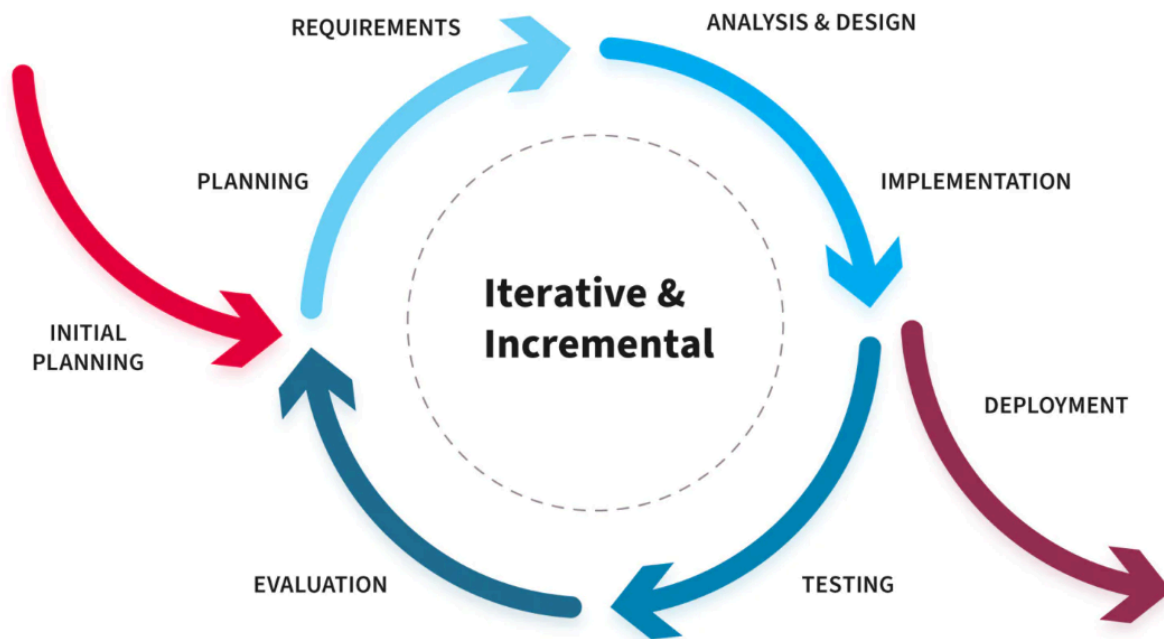 REQUIREMENTS
ANALYSIS & DESIGN
PLANNING
IMPLEMENTATION
Iterative &
Incremental
INITIAL
PLANNING
DEPLOYMENT
EVALUATION
TESTING